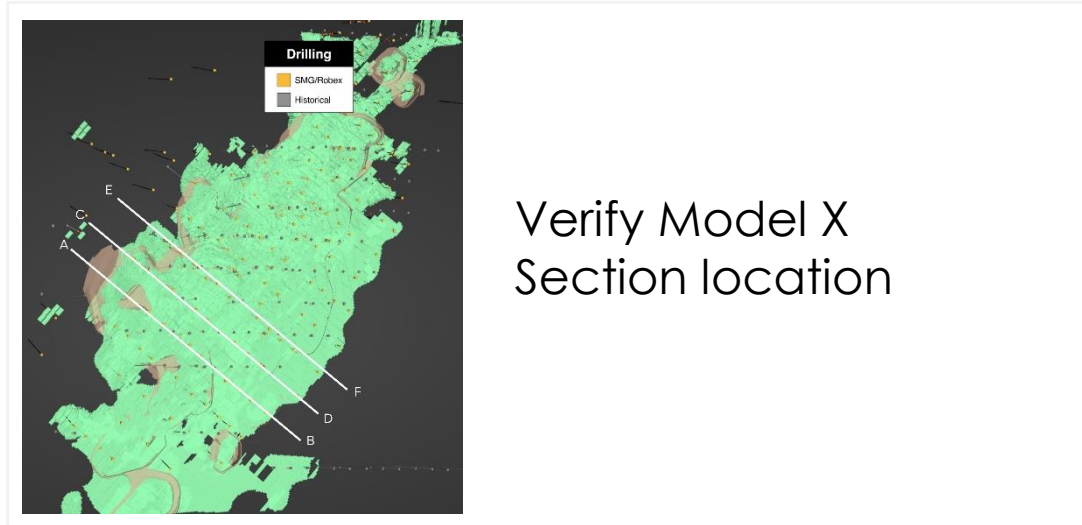 Drilling
SMG/Robex
Historical
E
C
A
F
D
B
Verify Model X
Section location